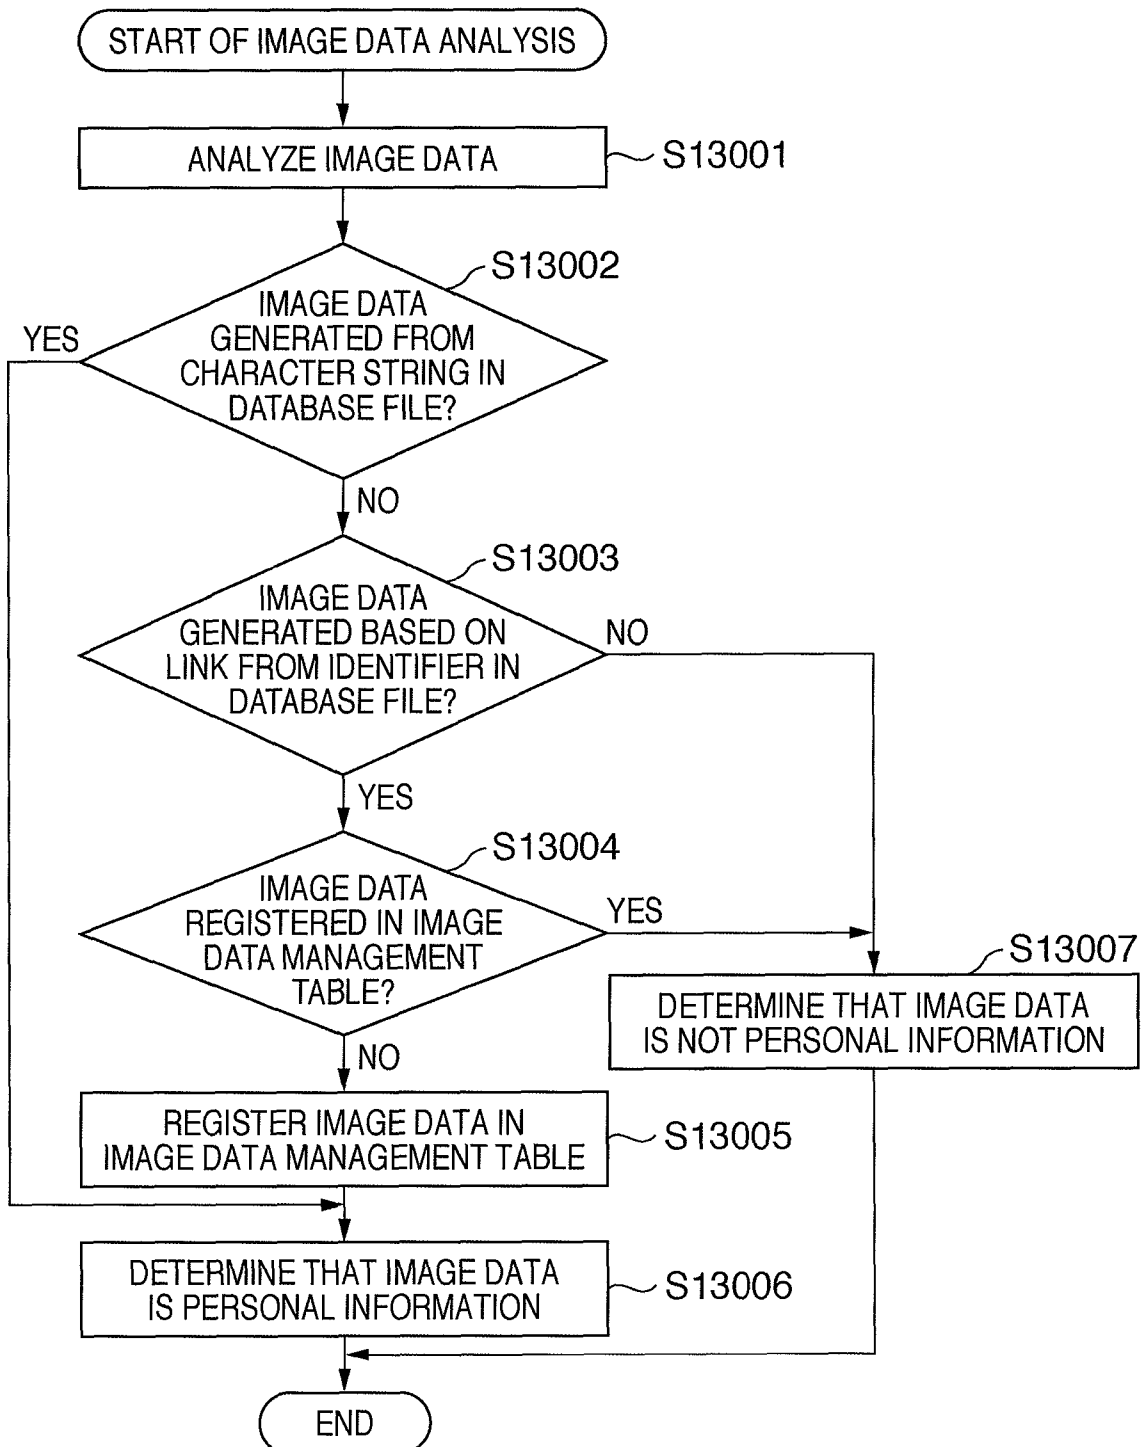 START OF IMAGE DATA ANALYSIS
ANALYZE IMAGE DATA
S13001
S13002
IMAGE DATA
GENERATED FROM
CHARACTER STRING IN
DATABASE FILE?
YES
NO
S13003
IMAGE DATA
GENERATED BASED ON
LINK FROM IDENTIFIER IN
DATABASE FILE?
NO
YES
S13004
IMAGE DATA
REGISTERED IN IMAGE
DATA MANAGEMENT
TABLE?
YES
NO
S13007
DETERMINE THAT IMAGE DATA
IS NOT PERSONAL INFORMATION
REGISTER IMAGE DATA IN
IMAGE DATA MANAGEMENT TABLE
S13005
DETERMINE THAT IMAGE DATA
IS PERSONAL INFORMATION
S13006
END